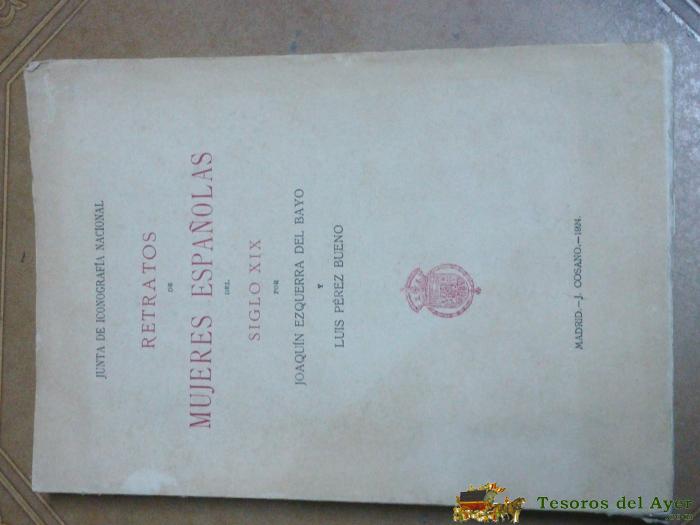 JUNTA DE ICONOGRAFÍA NACIONAL
RETRATOS
DE
MUJERES ESPAÑOLAS
DEL
SIGLO XIX
POR
JOAQUÍN EZQUERRA DEL BAYO
Y
LUIS PÉREZ BUENO
MADRID.—J. COSANO.—1924.
Tesoros del Ayer